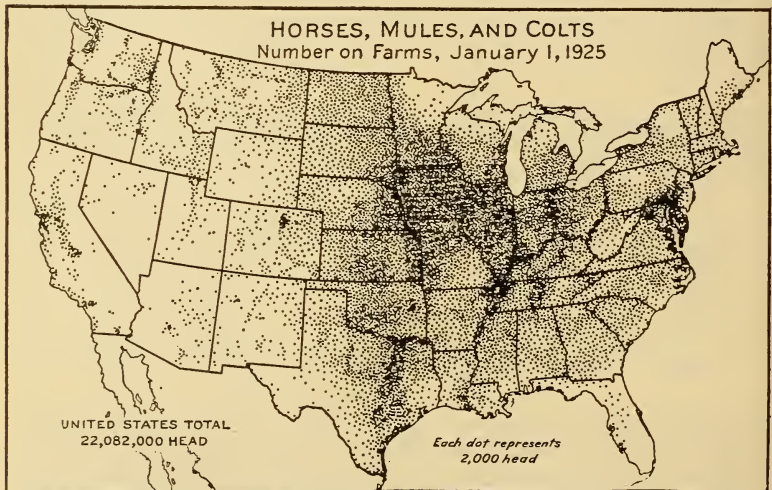 HORSES, MULES, AND COLTS
Number on Farms, January 1, 1925
UNITED STATES TOTAL
22,082,000 HEAD
Each dot represents
2,000 head